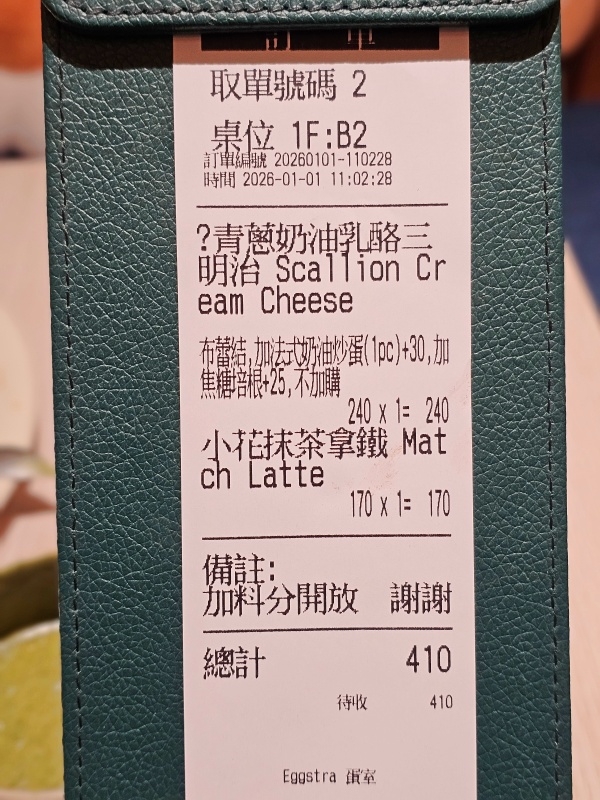 取單號碼 2
桌位 1F:B2
訂單編號 20260101-110228
時間 2026-01-01 11:02:28
?青蔥奶油乳酪三
明治 Scallion Cr
eam Cheese
布蕾結,加法式奶油炒蛋(1pc)+30,加
焦糖培根+25,不加購
240 x 1= 240
小花抹茶拿鐵 Mat
ch Latte
170 x 1= 170
備註:
加料分開放 謝謝
總計 410
待收 410
Eggstra 蛋室